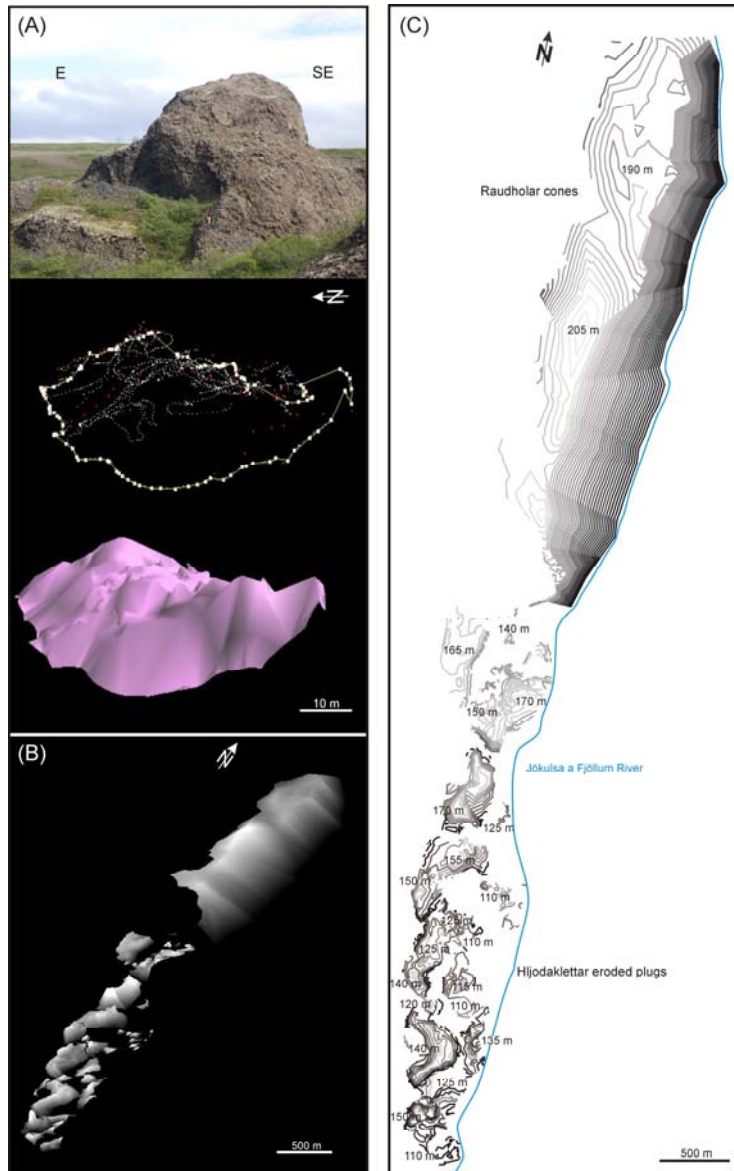 (A)
E
SE
N
10 m
(B)
N
500 m
(C)
N
190 m
Raudholar cones
205 m
140 m
165 m
170 m
150 m
Jökulsa a Fjöllum River
170 m
125 m
155 m
150 m
110 m
125 m
110 m
125 m
140 m
115 m
Hljodaklettar eroded plugs
120 m
110 m
135 m
140 m
125 m
150 m
110 m
500 m